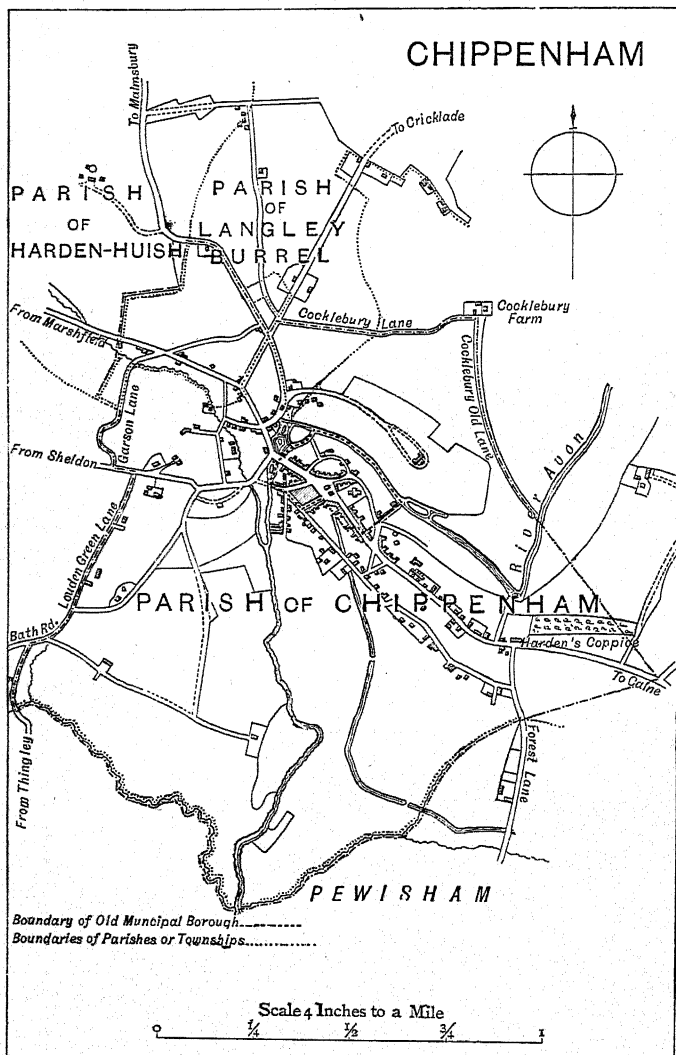 CHIPPENHAM
To Malmsbury
To Cricklade
PARISH
OF
HARDEN-HUISH
PARISH
OF
LANGLEY
BURREL
From Marshfield
Cocklebury Lane
Cocklebury
Farm
Cocklebury Old Lane
Garson Lane
From Sheldon
Lowden Green Lane
River Avon
PARISH OF CHIPPENHAM
Bath Rd.
Harden's Coppice
To Calne
From Thingley
Forest Lane
PEWISHAM
Boundary of Old Muncipal Borough
Boundaries of Parishes or Townships
Scale 4 Inches to a Mile
0 1/4 1/2 3/4 1